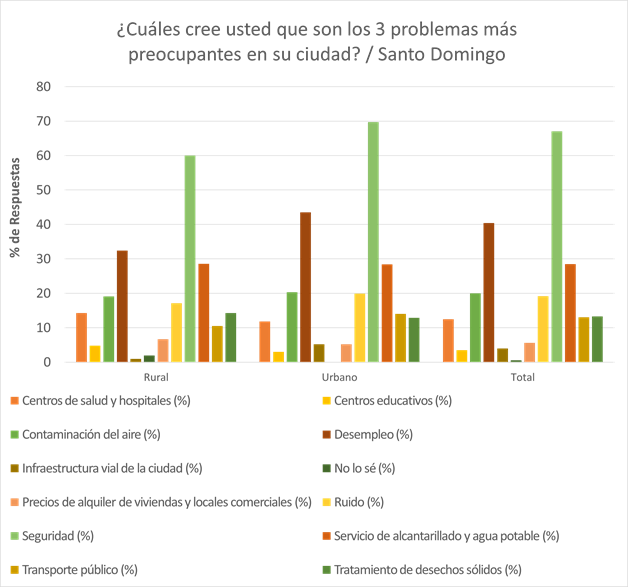 ¿Cuáles cree usted que son los 3 problemas más
preocupantes en su ciudad? / Santo Domingo
% de Respuestas
80
70
60
50
40
30
20
10
0
Rural
Urbano
Total
Centros de salud y hospitales (%)
Centros educativos (%)
Contaminación del aire (%)
Desempleo (%)
Infraestructura vial de la ciudad (%)
No lo sé (%)
Precios de alquiler de viviendas y locales comerciales (%)
Ruido (%)
Seguridad (%)
Servicio de alcantarillado y agua potable (%)
Transporte público (%)
Tratamiento de desechos sólidos (%)